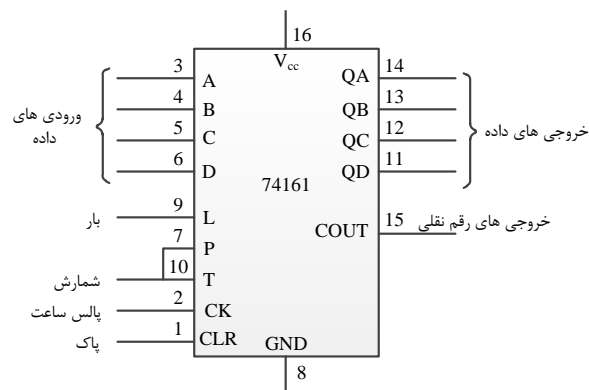 16
V_cc
3 A QA 14
4 B QB 13
ورودی های
داده
5 C QC 12
خروجی های داده
6 D QD 11
74161
بار 9 L
COUT 15 خروجی های رقم نقلی
7 P
شمارش 10 T
پالس ساعت 2 CK
پاک 1 CLR
GND
8